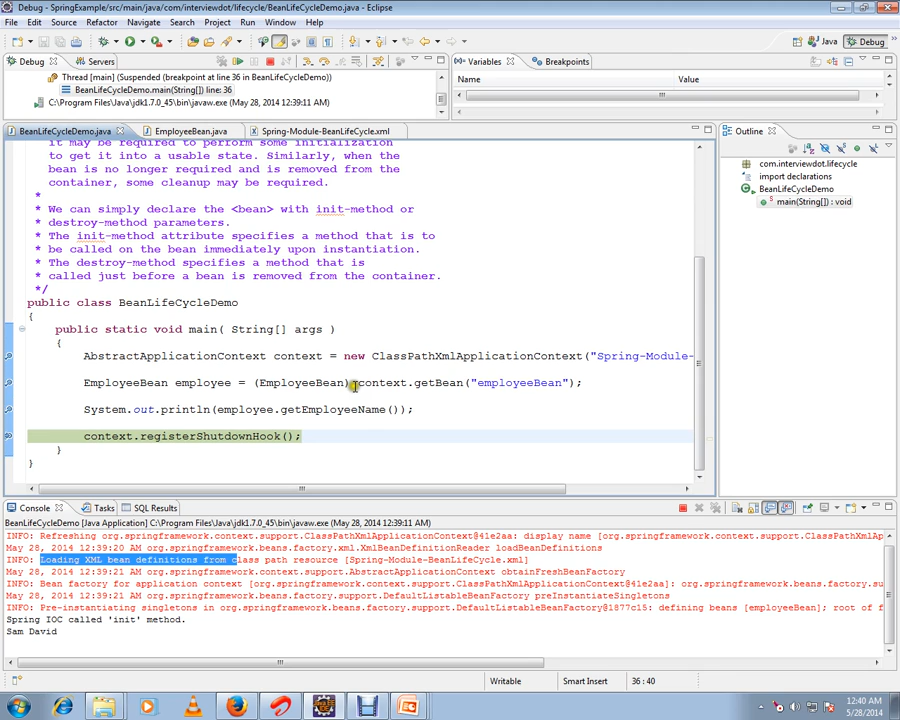 Debug - SpringExample/src/main/java/com/interviewdot/lifecycle/BeanLifeCycleDemo.java - Eclipse
File Edit Source Refactor Navigate Search Project Run Window Help
Java Debug
Debug Servers
Thread [main] (Suspended (breakpoint at line 36 in BeanLifeCycleDemo))
BeanLifeCycleDemo.main(String[]) line: 36
C:\Program Files\Java\jdk1.7.0_45\bin\javaw.exe (May 28, 2014 12:39:11 AM)
Variables Breakpoints
Name Value
BeanLifeCycleDemo.java EmployeeBean.java Spring-Module-BeanLifeCycle.xml
it may be required to perform some initialization
to get it into a usable state. Similarly, when the
bean is no longer required and is removed from the
container, some cleanup may be required.
*
* We can simply declare the <bean> with init-method or
destroy-method parameters.
* The init-method attribute specifies a method that is to
* be called on the bean immediately upon instantiation.
* The destroy-method specifies a method that is
* called just before a bean is removed from the container.
*/
public class BeanLifeCycleDemo
{
public static void main( String[] args )
{
AbstractApplicationContext context = new ClassPathXmlApplicationContext("Spring-Module-
EmployeeBean employee = (EmployeeBean) context.getBean("employeeBean");
System.out.println(employee.getEmployeeName());
context.registerShutdownHook();
}
}
Outline
com.interviewdot.lifecycle
import declarations
BeanLifeCycleDemo
main(String[]) : void
Console Tasks SQL Results
BeanLifeCycleDemo [Java Application] C:\Program Files\Java\jdk1.7.0_45\bin\javaw.exe (May 28, 2014 12:39:11 AM)
INFO: Refreshing org.springframework.context.support.ClassPathXmlApplicationContext@41e2aa: display name [org.springframework.context.support.ClassPathXmlApplicat
May 28, 2014 12:39:20 AM org.springframework.beans.factory.xml.XmlBeanDefinitionReader loadBeanDefinitions
INFO: Loading XML bean definitions from class path resource [Spring-Module-BeanLifeCycle.xml]
May 28, 2014 12:39:21 AM org.springframework.context.support.AbstractApplicationContext obtainFreshBeanFactory
INFO: Bean factory for application context [org.springframework.context.support.ClassPathXmlApplicationContext@41e2aa]: org.springframework.beans.factory.su
May 28, 2014 12:39:21 AM org.springframework.beans.factory.support.DefaultListableBeanFactory preInstantiateSingletons
INFO: Pre-instantiating singletons in org.springframework.beans.factory.support.DefaultListableBeanFactory@1877c15: defining beans [employeeBean]; root of f
Spring IOC called 'init' method.
Sam David
Writable Smart Insert 36 : 40
12:40 AM
5/28/2014